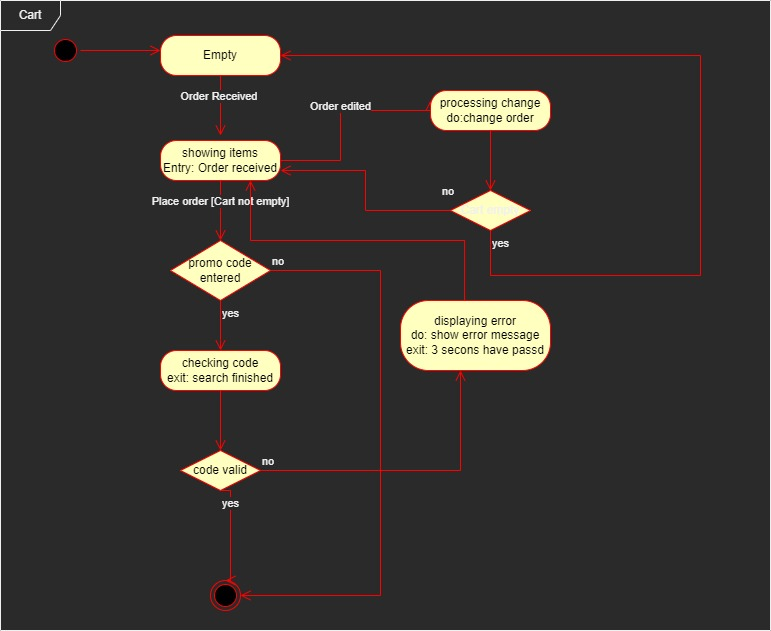 Cart
Empty
Order Received
Order edited
processing change
do:change order
showing items
Entry: Order received
no
Place order [Cart not empty]
yes
promo code
entered
no
yes
displaying error
do: show error message
exit: 3 secons have passd
checking code
exit: search finished
code valid
no
yes